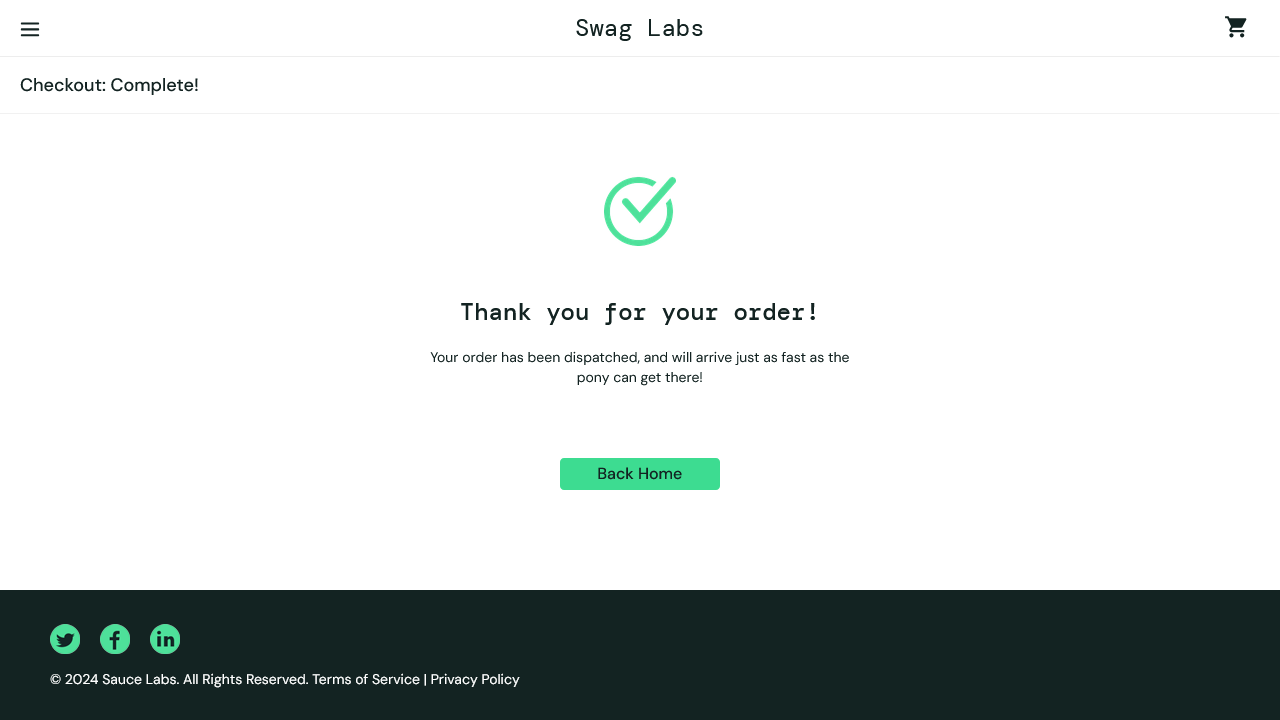 Swag Labs
Checkout: Complete!
Thank you for your order!
Your order has been dispatched, and will arrive just as fast as the
pony can get there!
Back Home
© 2024 Sauce Labs. All Rights Reserved. Terms of Service | Privacy Policy